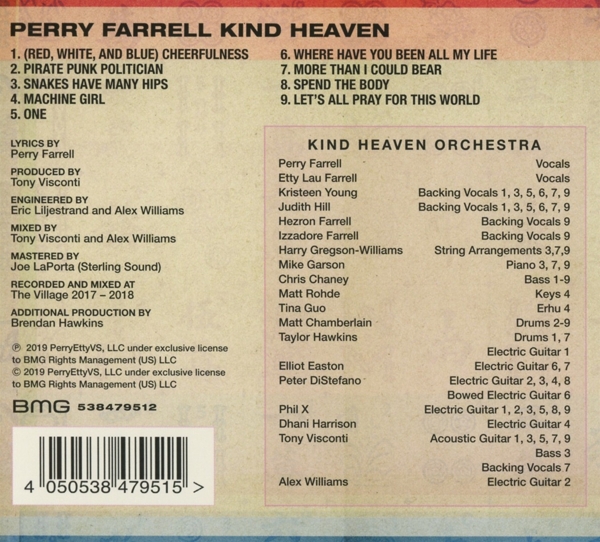 PERRY FARRELL KIND HEAVEN
1. (RED, WHITE, AND BLUE) CHEERFULNESS
2. PIRATE PUNK POLITICIAN
3. SNAKES HAVE MANY HIPS
4. MACHINE GIRL
5. ONE
6. WHERE HAVE YOU BEEN ALL MY LIFE
7. MORE THAN I COULD BEAR
8. SPEND THE BODY
9. LET'S ALL PRAY FOR THIS WORLD
LYRICS BY
Perry Farrell
PRODUCED BY
Tony Visconti
ENGINEERED BY
Eric Liljestrand and Alex Williams
MIXED BY
Tony Visconti and Alex Williams
MASTERED BY
Joe LaPorta (Sterling Sound)
RECORDED AND MIXED AT
The Village 2017 – 2018
ADDITIONAL PRODUCTION BY
Brendan Hawkins
℗ 2019 PerryEttyVS, LLC under exclusive license
to BMG Rights Management (US) LLC
© 2019 PerryEttyVS, LLC under exclusive license
to BMG Rights Management (US) LLC
BMG 538479512
4 050538 479515 >
KIND HEAVEN ORCHESTRA
Perry Farrell Vocals
Etty Lau Farrell Vocals
Kristeen Young Backing Vocals 1, 3, 5, 6, 7, 9
Judith Hill Backing Vocals 1, 3, 5, 6, 7, 9
Hezron Farrell Backing Vocals 9
Izzadore Farrell Backing Vocals 9
Harry Gregson-Williams String Arrangements 3,7,9
Mike Garson Piano 3, 7, 9
Chris Chaney Bass 1-9
Matt Rohde Keys 4
Tina Guo Erhu 4
Matt Chamberlain Drums 2-9
Taylor Hawkins Drums 1, 7
Electric Guitar 1
Elliot Easton Electric Guitar 6, 7
Peter DiStefano Electric Guitar 2, 3, 4, 8
Bowed Electric Guitar 6
Phil X Electric Guitar 1, 2, 3, 5, 8, 9
Dhani Harrison Electric Guitar 4
Tony Visconti Acoustic Guitar 1, 3, 5, 7, 9
Bass 3
Backing Vocals 7
Alex Williams Electric Guitar 2